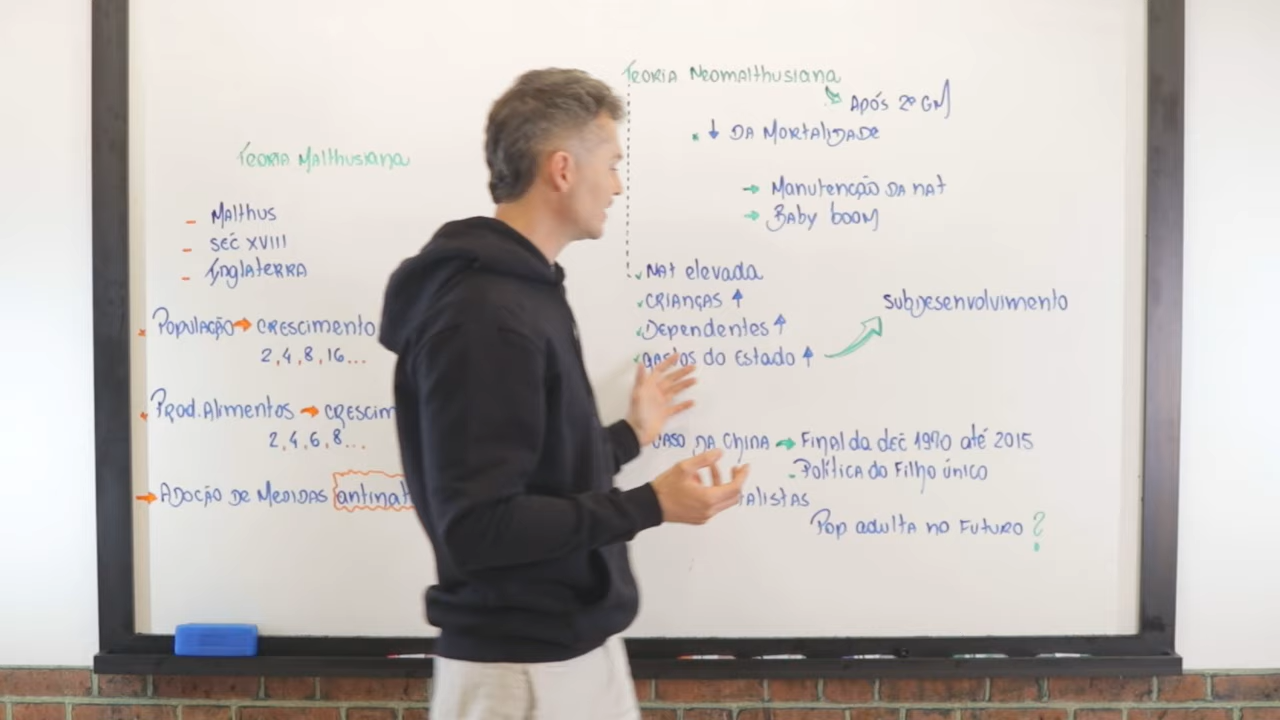 Teoria Malthusiana
- Malthus
- séc XVIII
- Inglaterra
População → crescimento
2, 4, 8, 16...
Prod. Alimentos → crescim
2, 4, 6, 8...
→ Adoção de Medidas antinat
Teoria Neomalthusiana
Após 2ª GM
↓ da Mortalidade
→ Manutenção da nat
→ Baby boom
✓ nat elevada
✓ crianças ↑
✓ Dependentes ↑
✓ gastos do Estado ↑
subdesenvolvimento
caso na China → Final da déc 1970 até 2015
Política do Filho único
talistas
Pop adulta no Futuro?